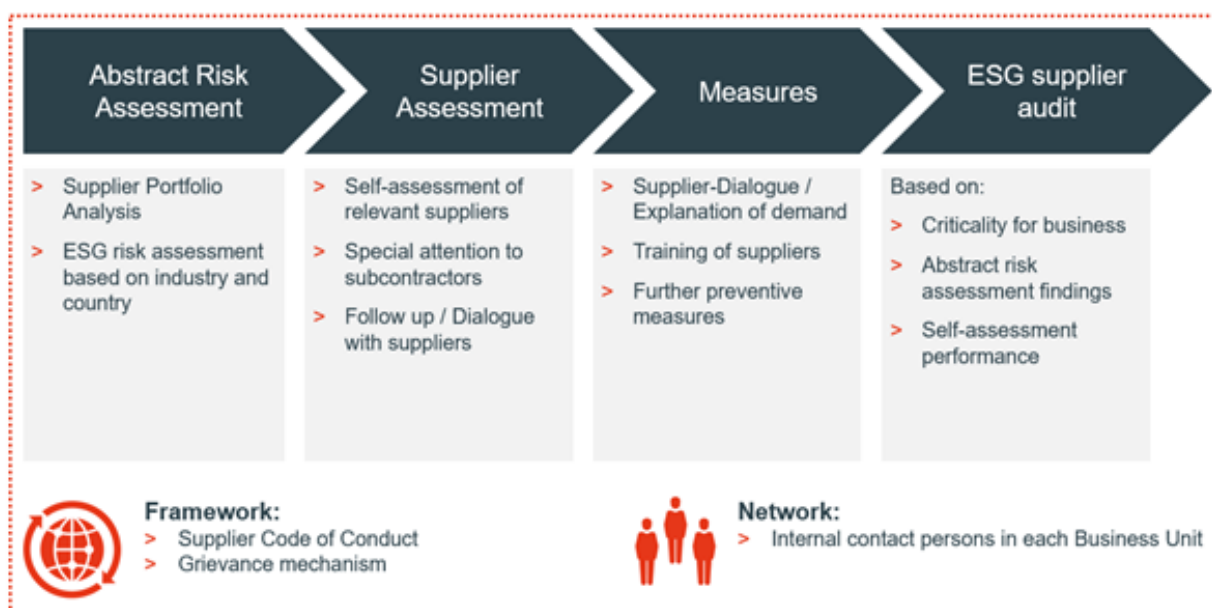 Abstract Risk
Assessment
Supplier
Assessment
Measures
ESG supplier
audit
> Supplier Portfolio
Analysis
> ESG risk assessment
based on industry and
country
> Self-assessment of
relevant suppliers
> Special attention to
subcontractors
> Follow up / Dialogue
with suppliers
> Supplier-Dialogue /
Explanation of demand
> Training of suppliers
> Further preventive
measures
Based on:
> Criticality for business
> Abstract risk
assessment findings
> Self-assessment
performance
Framework:
> Supplier Code of Conduct
> Grievance mechanism
Network:
> Internal contact persons in each Business Unit